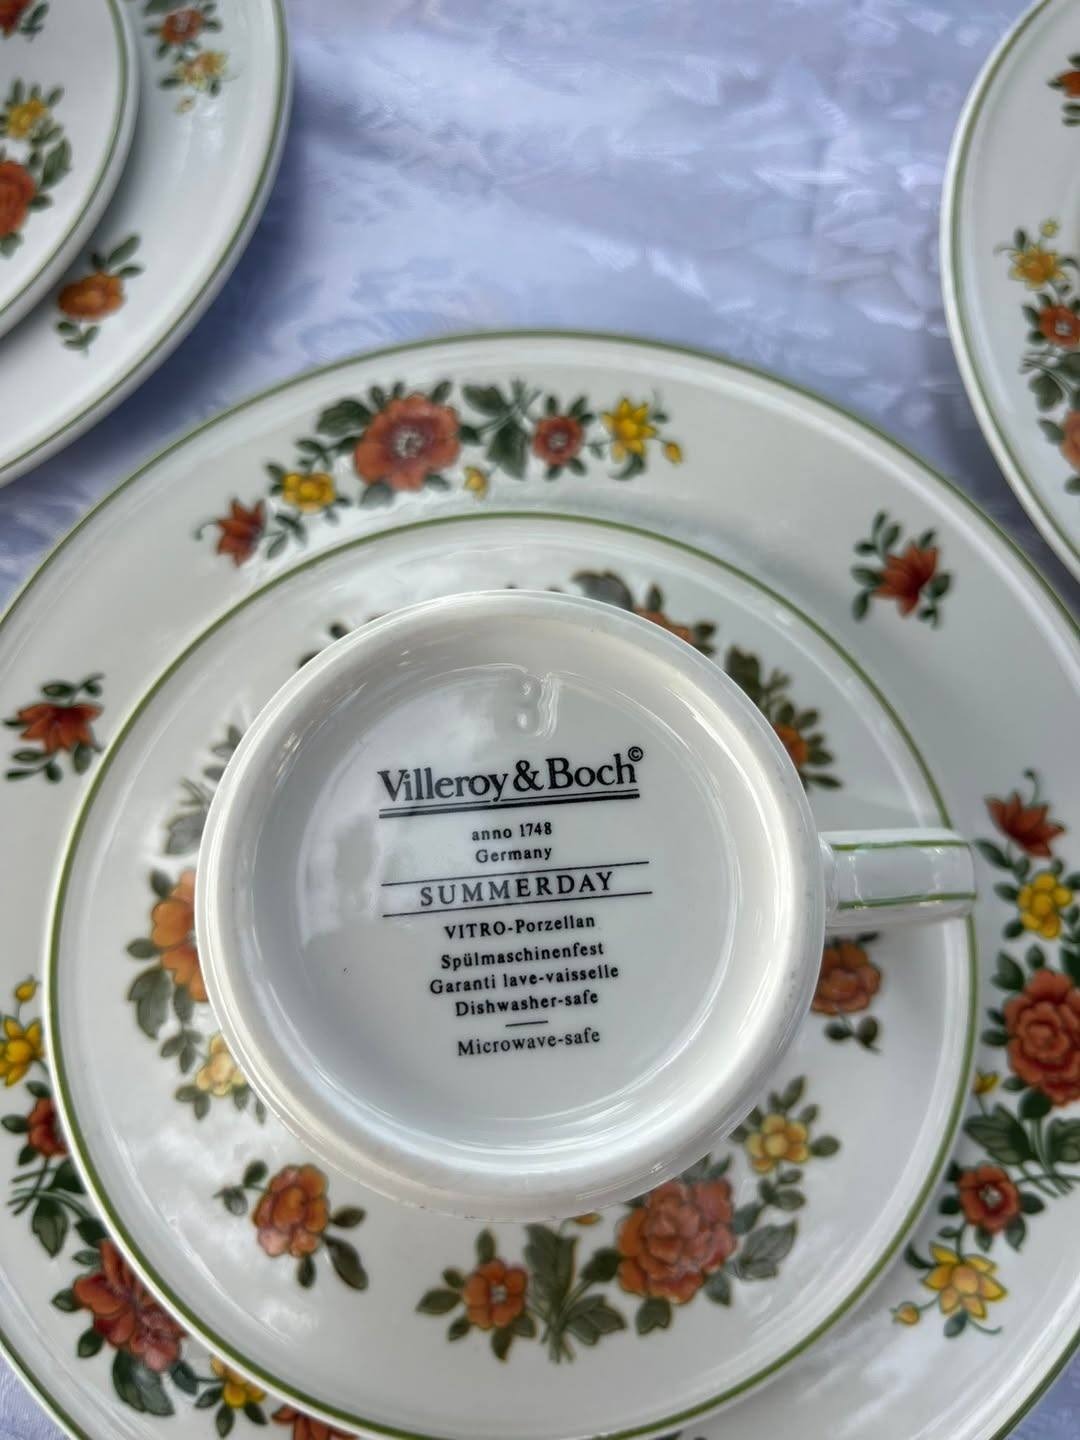 Villeroy & Boch©
anno 1748
Germany
SUMMERDAY
VITRO-Porzellan
Spülmaschinenfest
Garanti lave-vaisselle
Dishwasher-safe
Microwave-safe